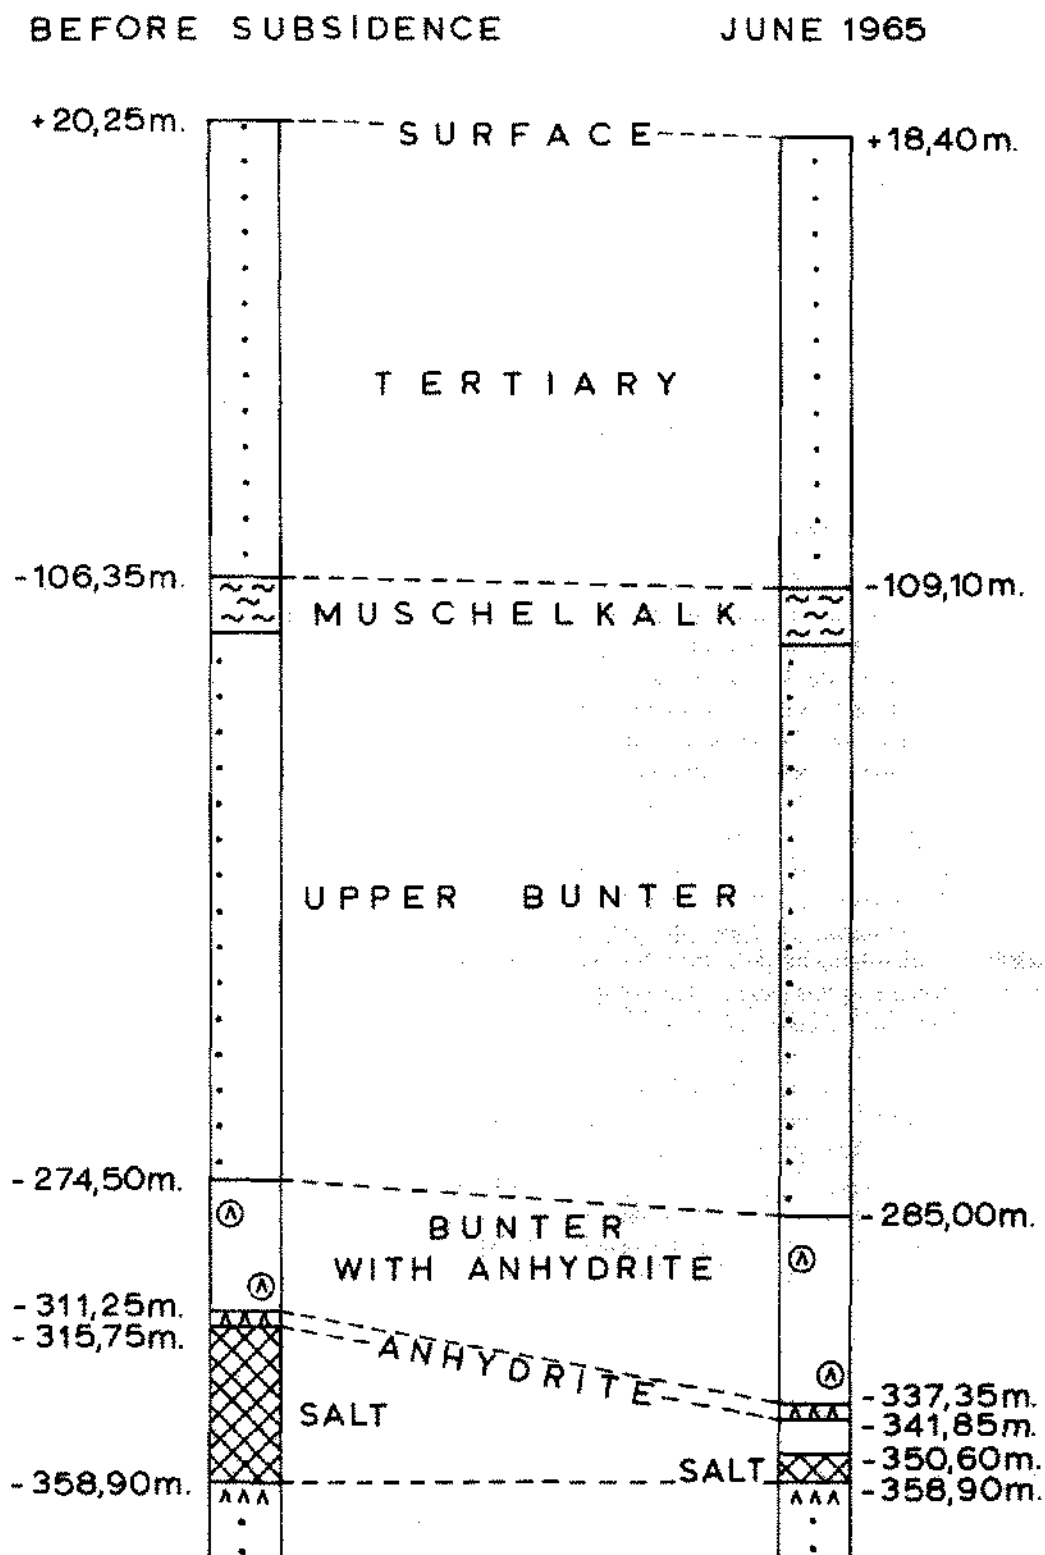 BEFORE SUBSIDENCE JUNE 1965
+20,25m. SURFACE +18,40m.
TERTIARY
-106,35m. -109,10m.
MUSCHELKALK
UPPER BUNTER
-274,50m. -285,00m.
BUNTER
WITH ANHYDRITE
-311,25m.
-315,75m.
ANHYDRITE
-337,35m.
SALT -341,85m.
-350,60m.
-358,90m. SALT -358,90m.